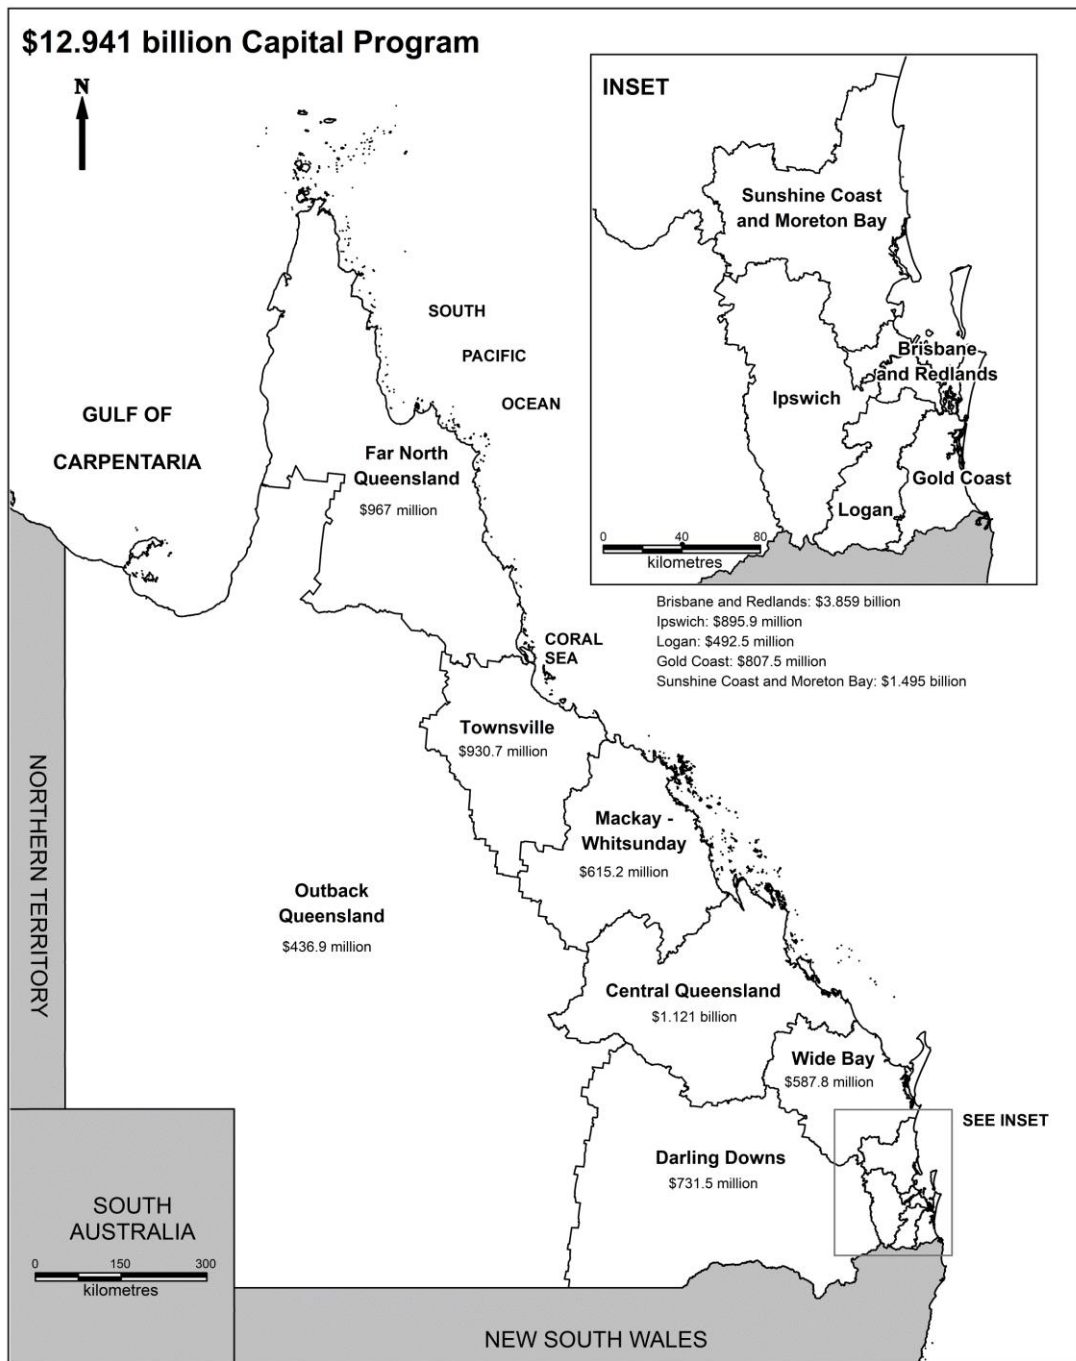 $12.941 billion Capital Program
N
INSET
Sunshine Coast
and Moreton Bay
Brisbane
and Redlands
Ipswich
Gold Coast
Logan
0 40 80
kilometres
SOUTH
PACIFIC
OCEAN
GULF OF
CARPENTARIA
Far North
Queensland
$967 million
Brisbane and Redlands: $3.859 billion
Ipswich: $895.9 million
Logan: $492.5 million
Gold Coast: $807.5 million
Sunshine Coast and Moreton Bay: $1.495 billion
CORAL
SEA
Townsville
$930.7 million
NORTHERN TERRITORY
Mackay -
Whitsunday
$615.2 million
Outback
Queensland
$436.9 million
Central Queensland
$1.121 billion
Wide Bay
$587.8 million
SEE INSET
Darling Downs
$731.5 million
SOUTH
AUSTRALIA
0 150 300
kilometres
NEW SOUTH WALES